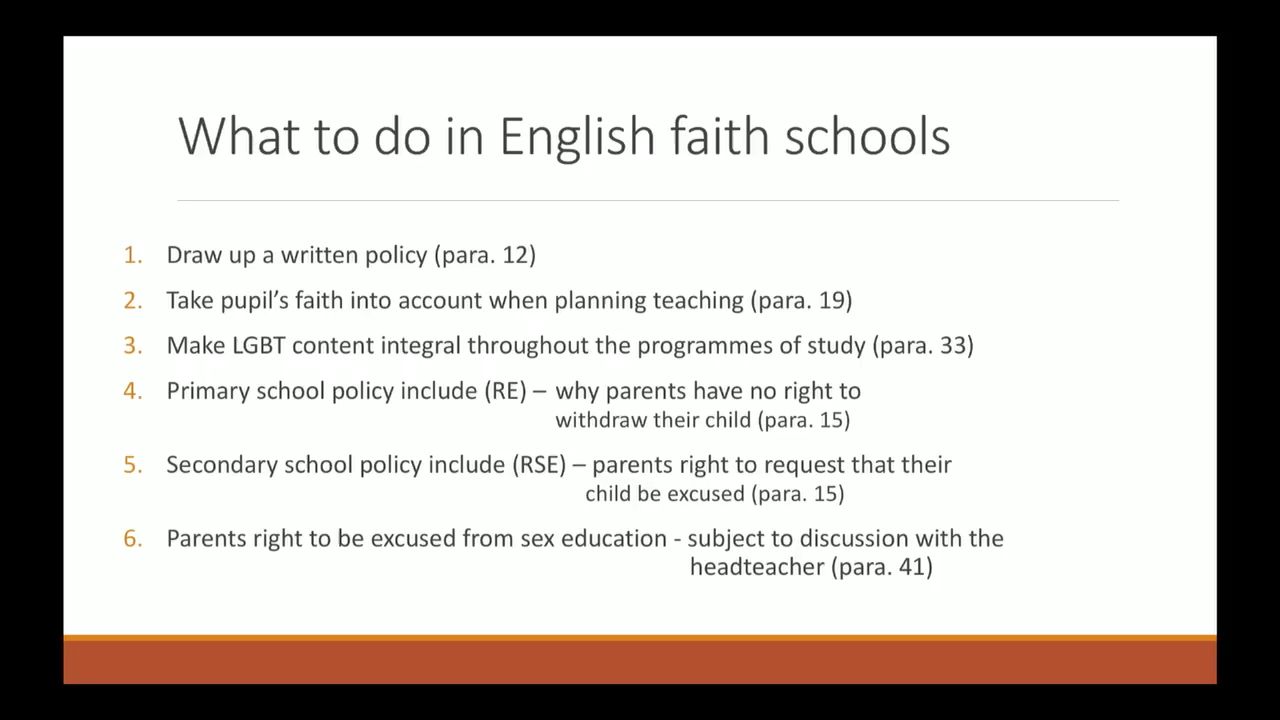 What to do in English faith schools
1. Draw up a written policy (para. 12)
2. Take pupil's faith into account when planning teaching (para. 19)
3. Make LGBT content integral throughout the programmes of study (para. 33)
4. Primary school policy include (RE) – why parents have no right to
withdraw their child (para. 15)
5. Secondary school policy include (RSE) – parents right to request that their
child be excused (para. 15)
6. Parents right to be excused from sex education - subject to discussion with the
headteacher (para. 41)